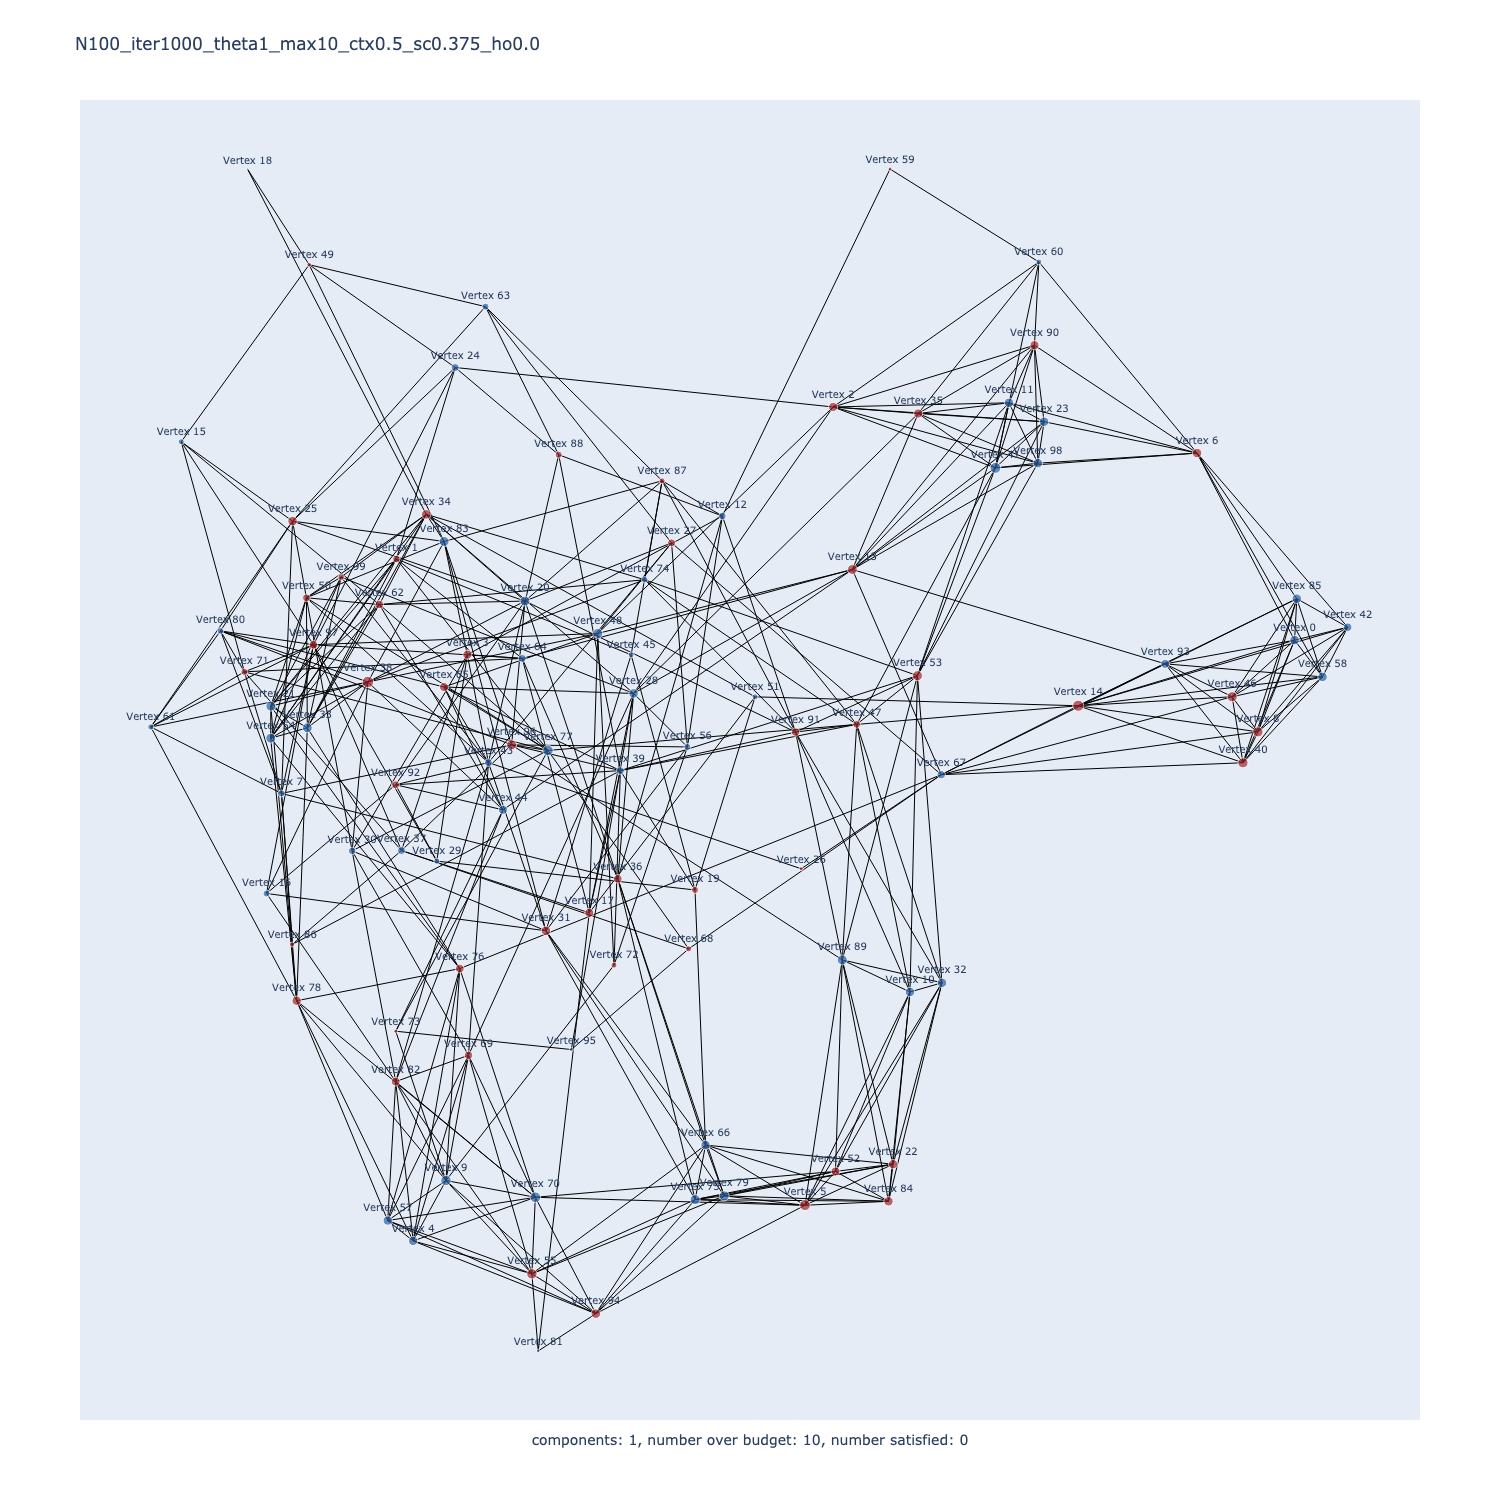 N100_iter1000_theta1_max10_ctx0.5_sc0.375_ho0.0
Vertex 18
Vertex 59
Vertex 49
Vertex 60
Vertex 63
Vertex 90
Vertex 24
Vertex 2
Vertex 35
Vertex 11
Vertex 23
Vertex 15
Vertex 88
Vertex 6
Vertex 98
Vertex 87
Vertex 34
Vertex 25
Vertex 12
Vertex 83
Vertex 27
Vertex 1
Vertex 13
Vertex 99
Vertex 74
Vertex 62
Vertex 20
Vertex 85
Vertex 80
Vertex 48
Vertex 42
Vertex 0
Vertex 97
Vertex 45
Vertex 64
Vertex 93
Vertex 71
Vertex 53
Vertex 58
Vertex 38
Vertex 28
Vertex 51
Vertex 14
Vertex 46
Vertex 61
Vertex 33
Vertex 91
Vertex 47
Vertex 77
Vertex 56
Vertex 40
Vertex 39
Vertex 67
Vertex 92
Vertex 7
Vertex 44
Vertex 30
Vertex 37
Vertex 29
Vertex 26
Vertex 36
Vertex 19
Vertex 16
Vertex 17
Vertex 31
Vertex 86
Vertex 68
Vertex 72
Vertex 76
Vertex 89
Vertex 32
Vertex 10
Vertex 78
Vertex 73
Vertex 95
Vertex 69
Vertex 82
Vertex 66
Vertex 22
Vertex 52
Vertex 9
Vertex 70
Vertex 79
Vertex 5
Vertex 84
Vertex 57
Vertex 4
Vertex 55
Vertex 94
Vertex 81
components: 1, number over budget: 10, number satisfied: 0